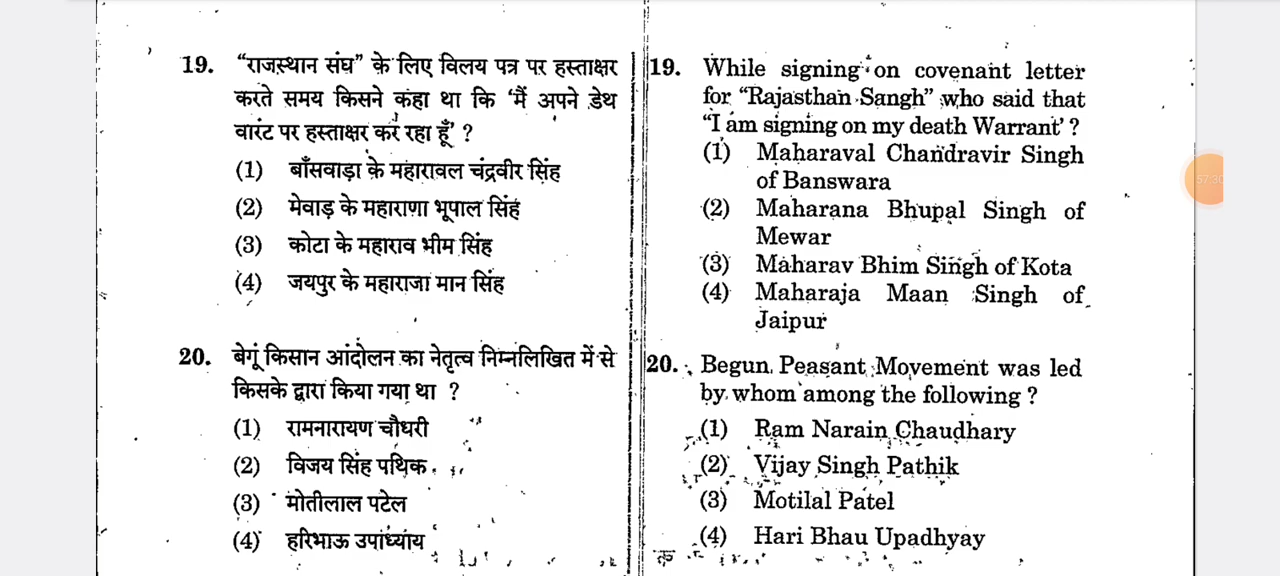 19. “राजस्थान संघ” के लिए विलय पत्र पर हस्ताक्षर
करते समय किसने कहा था कि ‘मैं अपने डेथ
वारंट पर हस्ताक्षर कर रहा हूँ’ ?
(1) बाँसवाड़ा के महारावल चंद्रवीर सिंह
(2) मेवाड़ के महाराणा भूपाल सिंह
(3) कोटा के महाराव भीम सिंह
(4) जयपुर के महाराजा मान सिंह
20. बेगूं किसान आंदोलन का नेतृत्व निम्नलिखित में से
किसके द्वारा किया गया था ?
(1) रामनारायण चौधरी
(2) विजय सिंह पथिक
(3) मोतीलाल पटेल
(4) हरिभाऊ उपाध्याय
19. While signing on covenant letter
for “Rajasthan Sangh” who said that
“I am signing on my death Warrant’ ?
(1) Maharaval Chandravir Singh
of Banswara
(2) Maharana Bhupal Singh of
Mewar
(3) Maharav Bhim Singh of Kota
(4) Maharaja Maan Singh of
Jaipur
20. Begun Peasant Movement was led
by whom among the following ?
(1) Ram Narain Chaudhary
(2) Vijay Singh Pathik
(3) Motilal Patel
(4) Hari Bhau Upadhyay
57:30